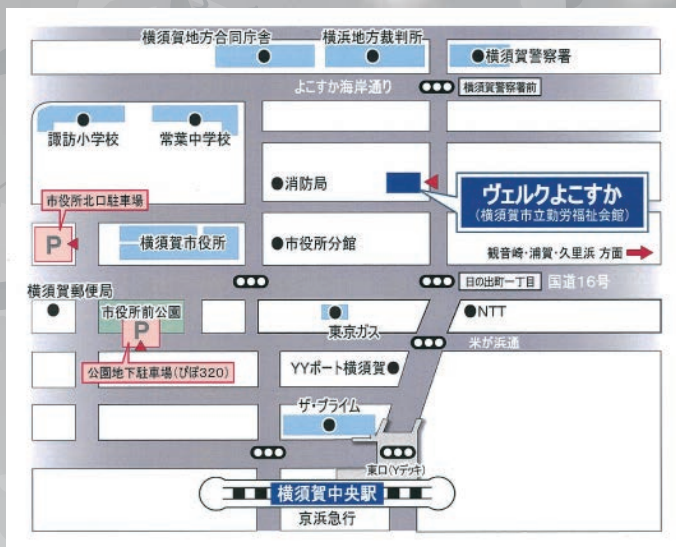 横須賀地方合同庁舎
横浜地方裁判所
横須賀警察署
よこすか海岸通り
横須賀警察署前
諏訪小学校
常葉中学校
消防局
ヴェルクよこすか
(横須賀市立勤労福祉会館)
市役所北口駐車場
P
横須賀市役所
市役所分館
観音崎・浦賀・久里浜 方面
日の出町一丁目
国道16号
横須賀郵便局
市役所前公園
P
東京ガス
NTT
米が浜通
公園地下駐車場(ぴぽ320)
YYポート横須賀
ザ・プライム
東口(Yデッキ)
横須賀中央駅
京浜急行